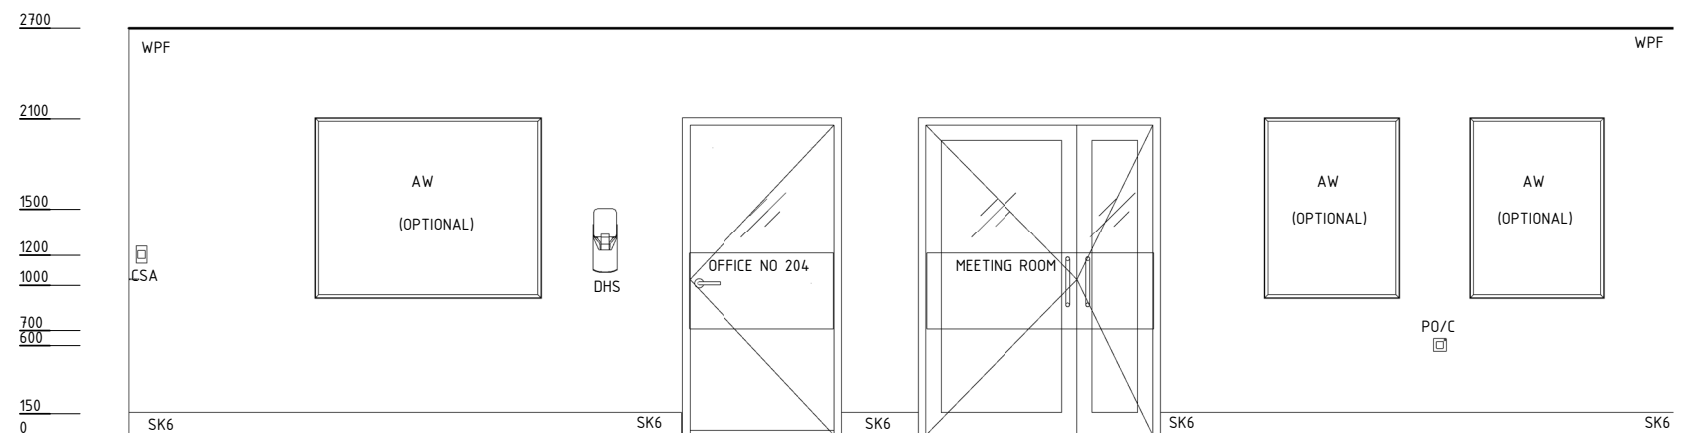 2700
WPF
WPF
2100
AW
AW
AW
1500
(OPTIONAL)
(OPTIONAL)
(OPTIONAL)
1200
OFFICE NO 204
MEETING ROOM
1000
CSA
DHS
700
PO/C
600
150
SK6
SK6
SK6
SK6
SK6
0